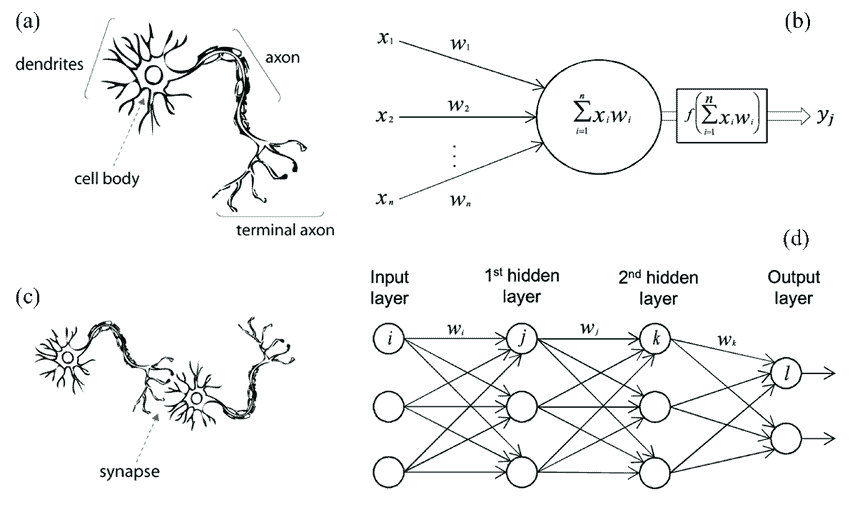 (a)
dendrites
axon
cell body
terminal axon
(b)
x₁
w₁
x₂
w₂
⋮
xₙ
wₙ
n
∑ xᵢwᵢ
i=1
f(∑ xᵢwᵢ)
n
i=1
yⱼ
(c)
synapse
(d)
Input layer
1st hidden layer
2nd hidden layer
Output layer
i
wᵢ
j
wⱼ
k
wₖ
l